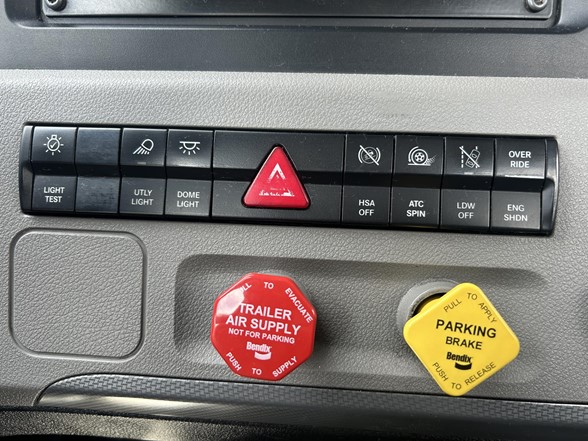 LIGHT
TEST
UTLY
LIGHT
DOME
LIGHT
HSA
OFF
ATC
SPIN
LDW
OFF
OVER
RIDE
ENG
SHDN
PULL TO EVACUATE
TRAILER
AIR SUPPLY
NOT FOR PARKING
Bendix
PUSH TO SUPPLY
PULL TO APPLY
PARKING
BRAKE
Bendix
PUSH TO RELEASE